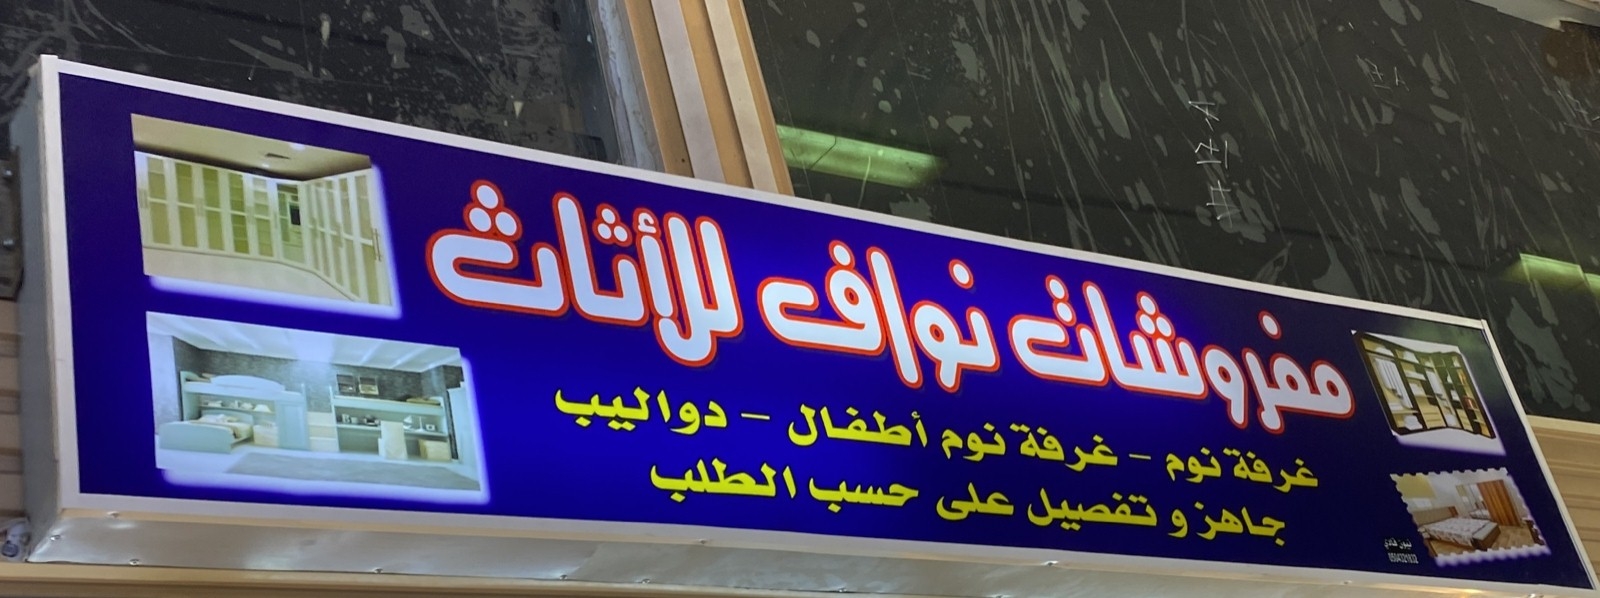 مفروشات نواف للأثاث
غرفة نوم - غرفة نوم أطفال - دواليب
جاهز و تفصيل على حسب الطلب